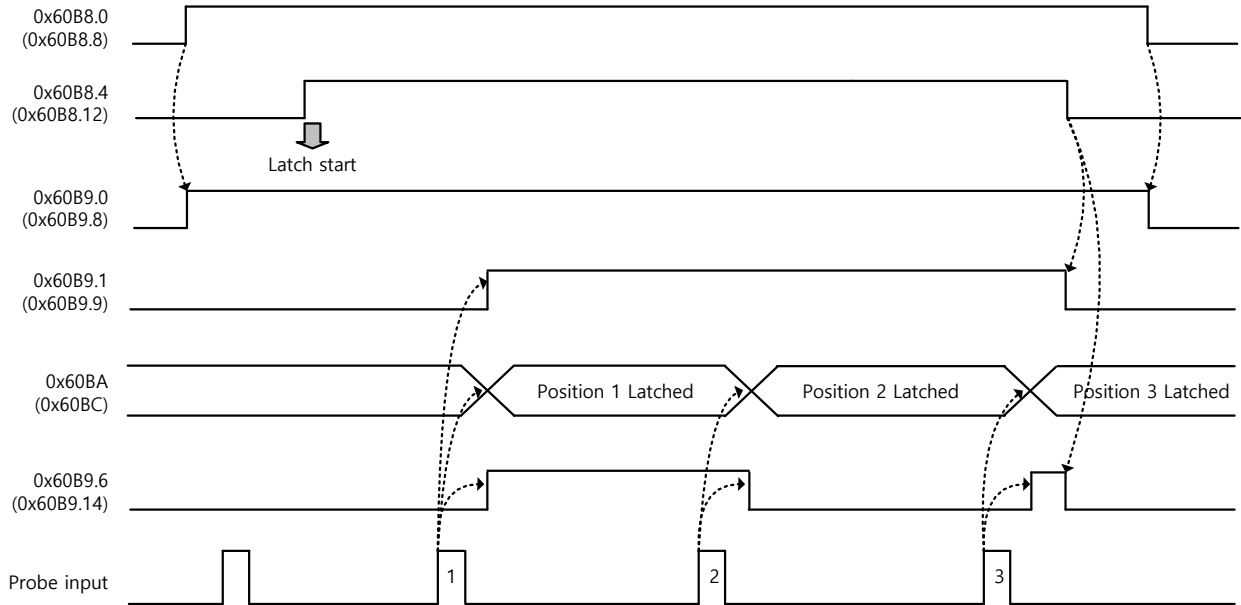 0x60B8.0
(0x60B8.8)
0x60B8.4
(0x60B8.12)
Latch start
0x60B9.0
(0x60B9.8)
0x60B9.1
(0x60B9.9)
0x60BA
(0x60BC)
Position 1 Latched
Position 2 Latched
Position 3 Latched
0x60B9.6
(0x60B9.14)
Probe input
1
2
3